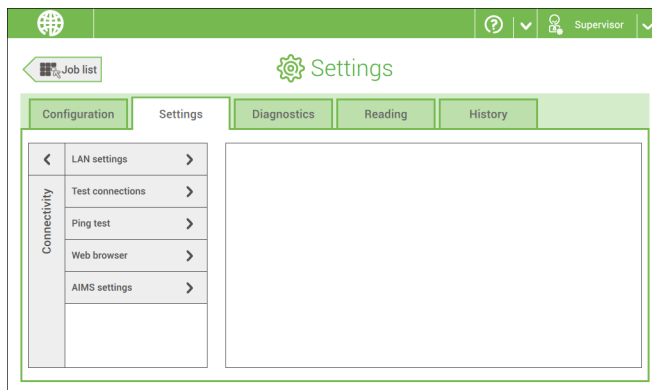 Supervisor
Job list
Settings
Configuration
Settings
Diagnostics
Reading
History
Connectivity
LAN settings
Test connections
Ping test
Web browser
AIMS settings